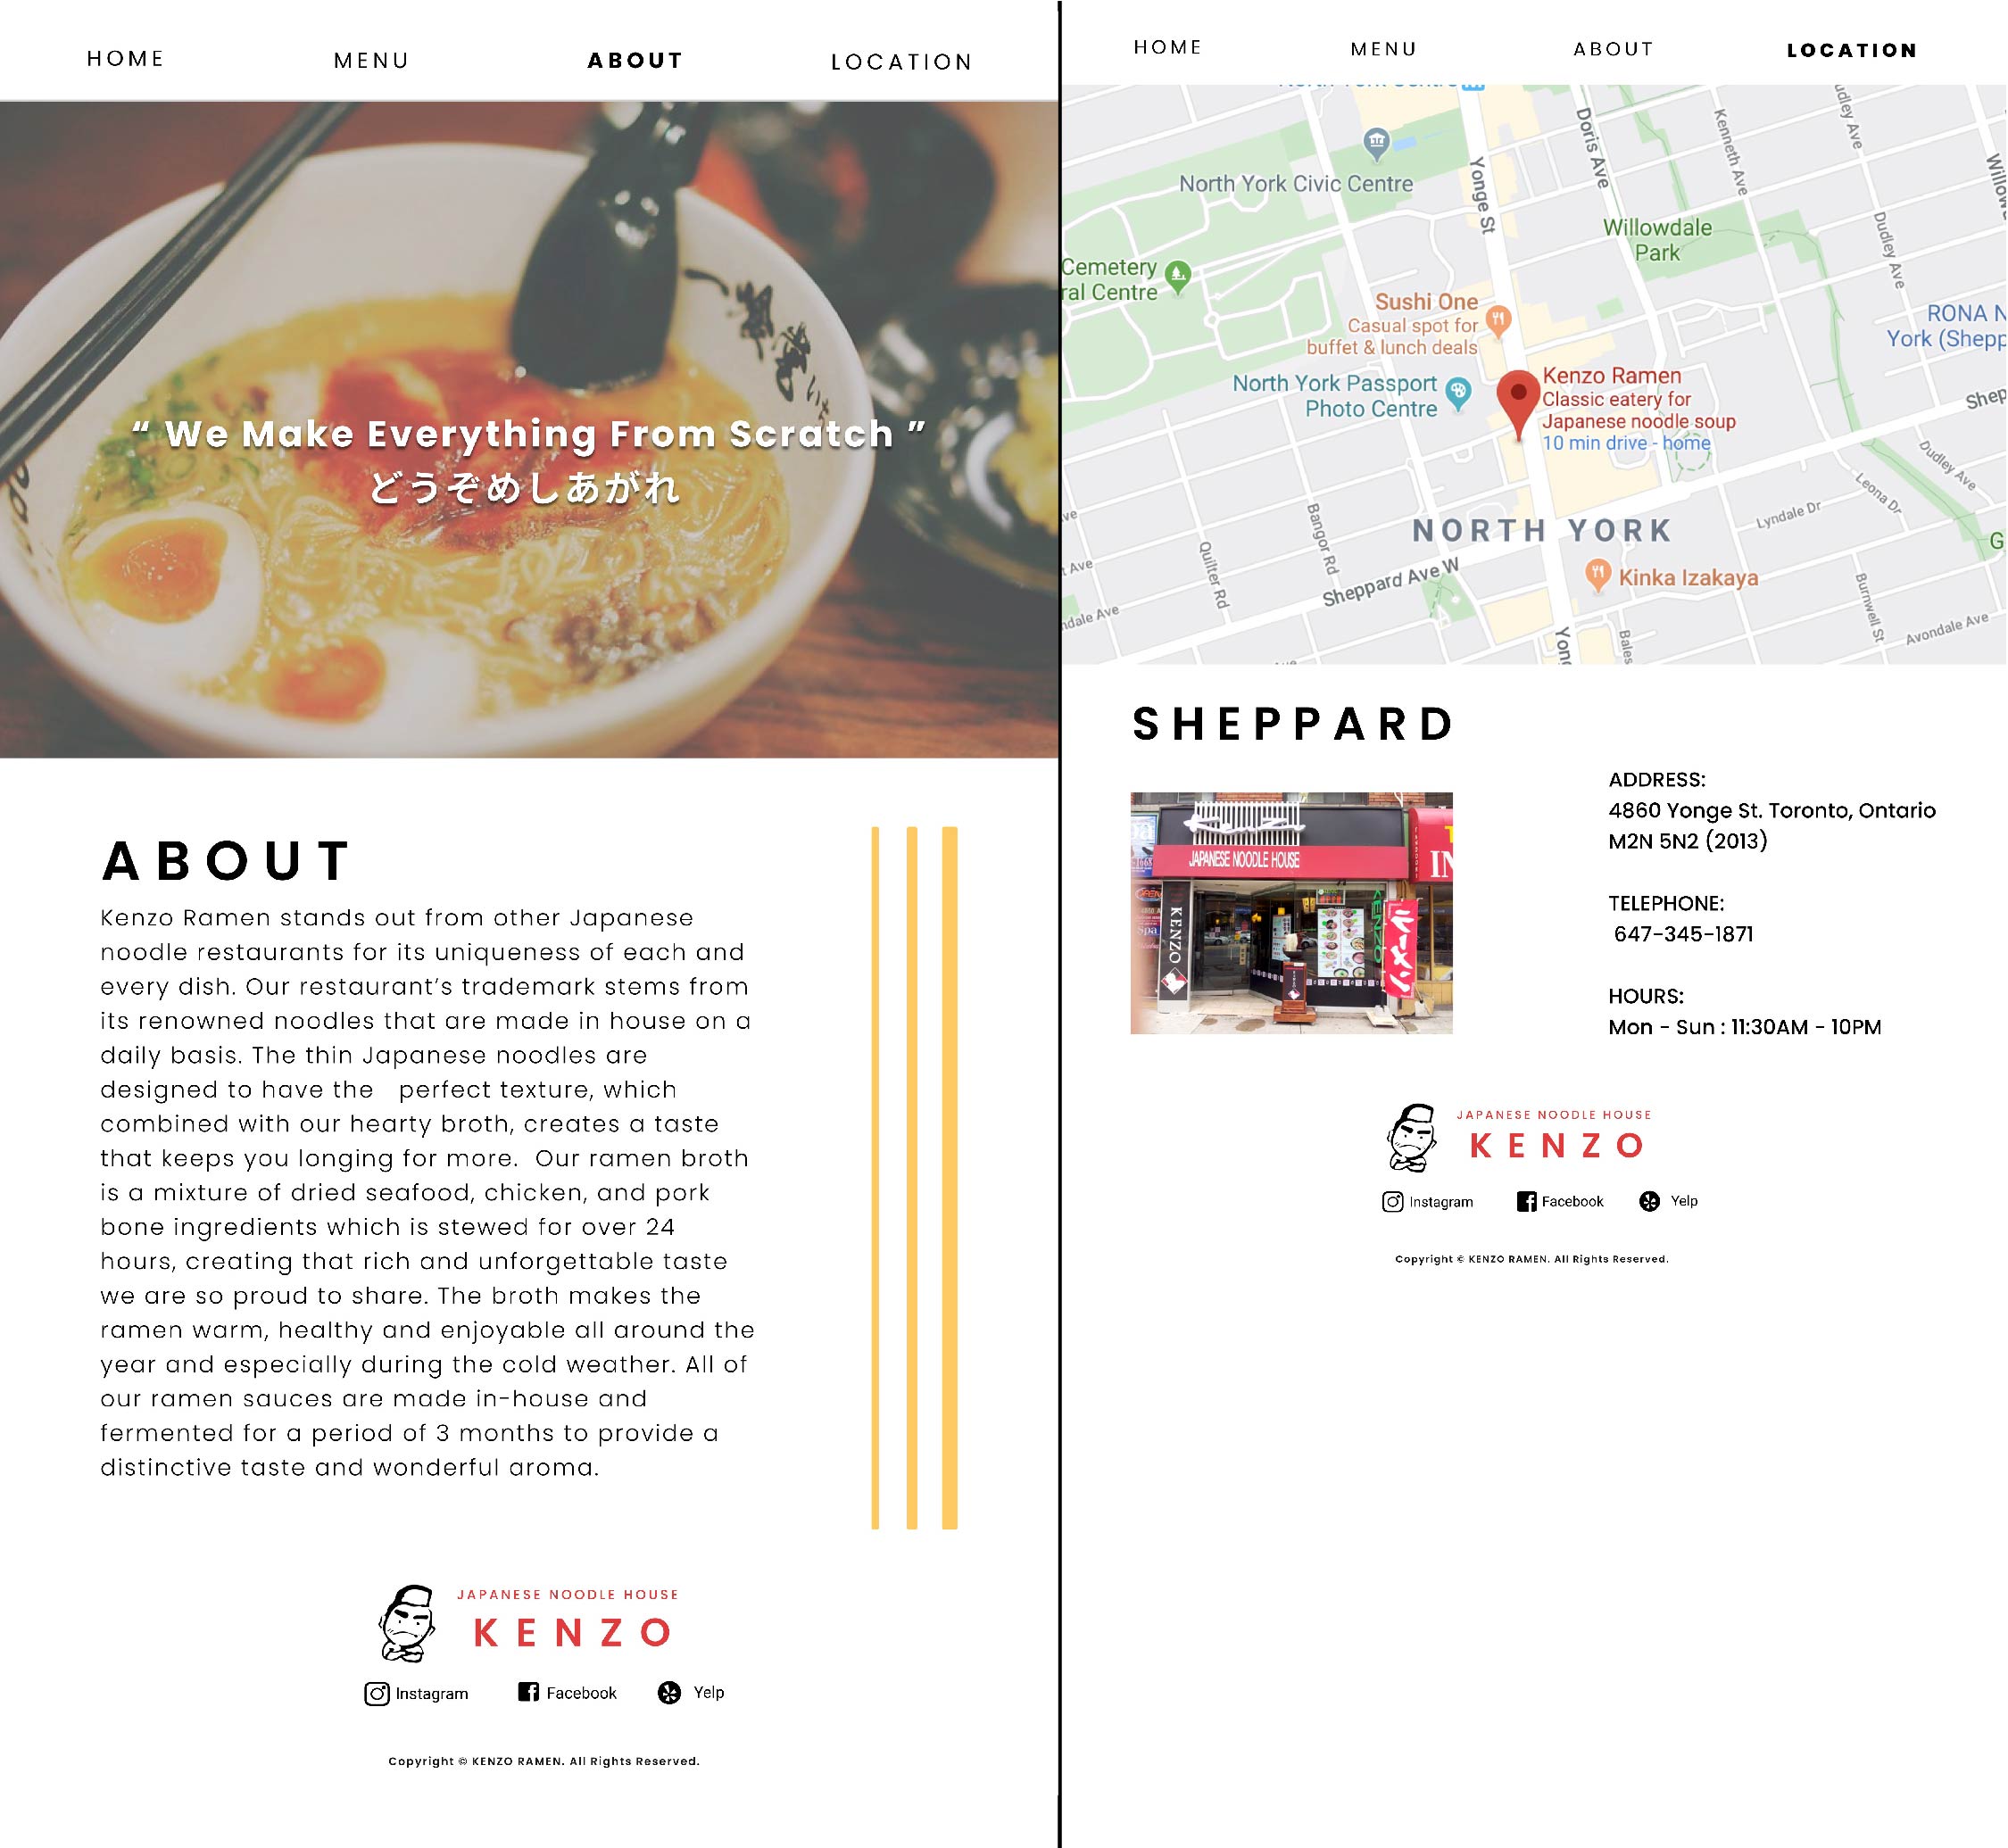 HOME MENU ABOUT LOCATION
“ We Make Everything From Scratch ”
どうぞめしあがれ
ABOUT
Kenzo Ramen stands out from other Japanese
noodle restaurants for its uniqueness of each and
every dish. Our restaurant’s trademark stems from
its renowned noodles that are made in house on a
daily basis. The thin Japanese noodles are
designed to have the perfect texture, which
combined with our hearty broth, creates a taste
that keeps you longing for more. Our ramen broth
is a mixture of dried seafood, chicken, and pork
bone ingredients which is stewed for over 24
hours, creating that rich and unforgettable taste
we are so proud to share. The broth makes the
ramen warm, healthy and enjoyable all around the
year and especially during the cold weather. All of
our ramen sauces are made in-house and
fermented for a period of 3 months to provide a
distinctive taste and wonderful aroma.
JAPANESE NOODLE HOUSE
KENZO
Instagram Facebook Yelp
Copyright © KENZO RAMEN. All Rights Reserved.
HOME MENU ABOUT LOCATION
North York Civic Centre
Yonge St
Doris Ave
Kenneth Ave
Dudley Ave
Willowdale
Park
Dudley Ave
Cemetery
ral Centre
Sushi One
Casual spot for
buffet & lunch deals
RONA N
York (Shepp
North York Passport
Photo Centre
Kenzo Ramen
Classic eatery for
Japanese noodle soup
10 min drive - home
Shep
Dudley Ave
Leona Dr
Lyndale Dr
NORTH YORK
Bangor Rd
Quilter Rd
Sheppard Ave W
Kinka Izakaya
Burnwell St
Avondale Ave
t Ave
ndale Ave
Yong
Bales
SHEPPARD
JAPANESE NOODLE HOUSE
KENZO
KENZO
ラーメン
ADDRESS:
4860 Yonge St. Toronto, Ontario
M2N 5N2 (2013)
TELEPHONE:
647-345-1871
HOURS:
Mon - Sun : 11:30AM - 10PM
JAPANESE NOODLE HOUSE
KENZO
Instagram Facebook Yelp
Copyright © KENZO RAMEN. All Rights Reserved.